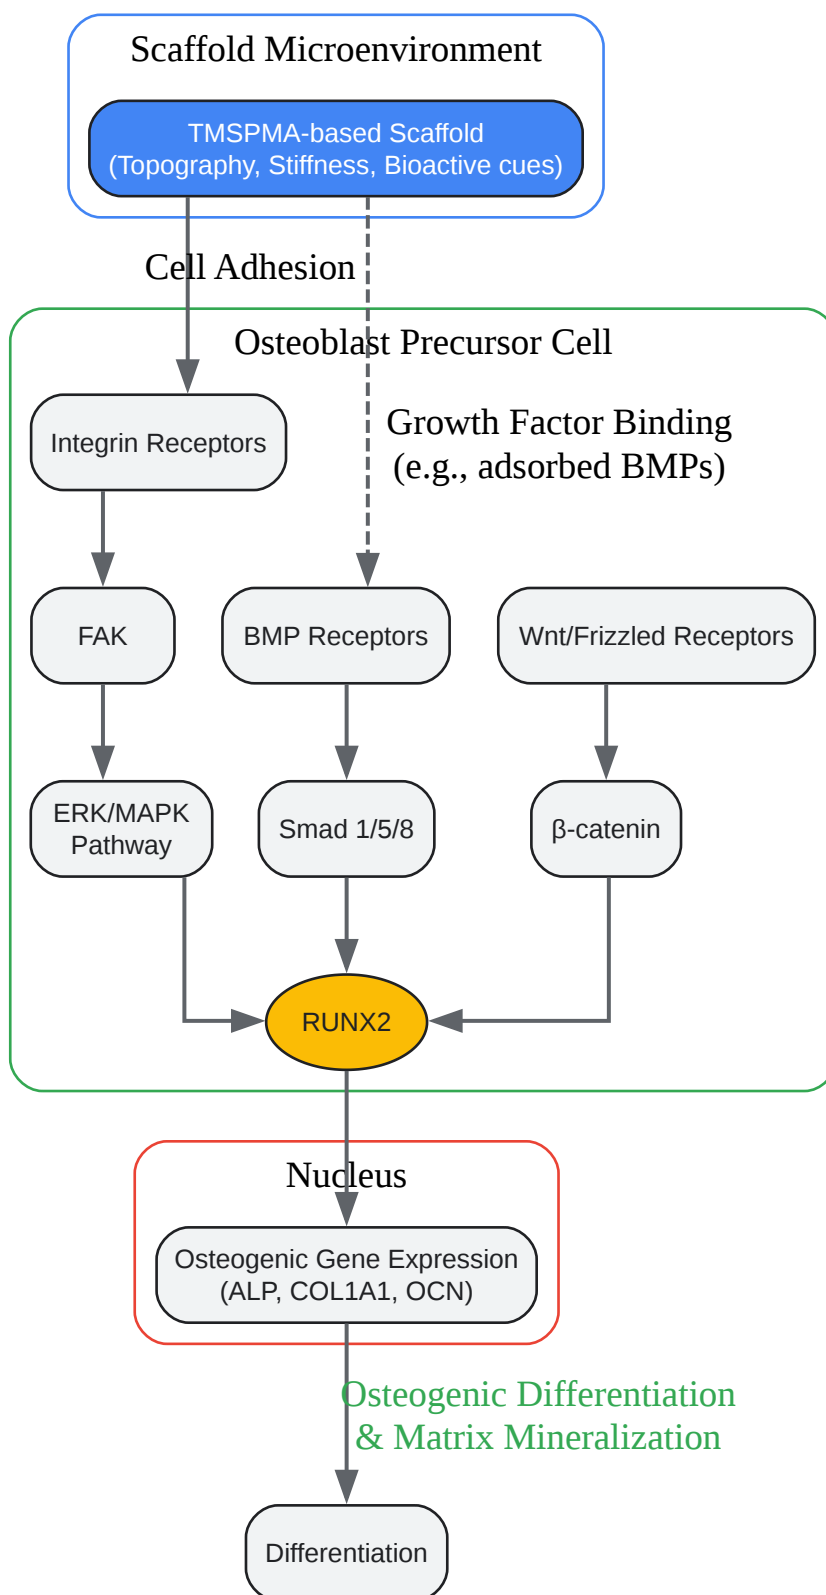 Scaffold Microenvironment
TMSPMA-based Scaffold
(Topography, Stiffness, Bioactive cues)
Cell Adhesion
Osteoblast Precursor Cell
Growth Factor Binding
(e.g., adsorbed BMPs)
Integrin Receptors
FAK
BMP Receptors
Wnt/Frizzled Receptors
ERK/MAPK
Pathway
Smad 1/5/8
β-catenin
RUNX2
Nucleus
Osteogenic Gene Expression
(ALP, COL1A1, OCN)
Osteogenic Differentiation
& Matrix Mineralization
Differentiation